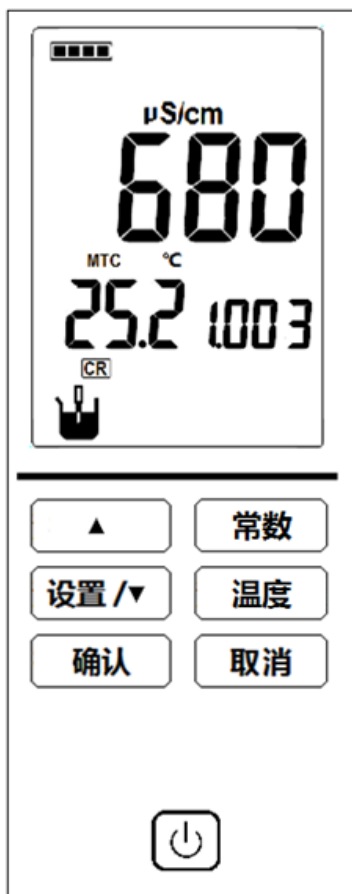 μS/cm
680
MTC ℃
25.2 1.003
CR
▲ 常数
设置 /▼ 温度
确认 取消